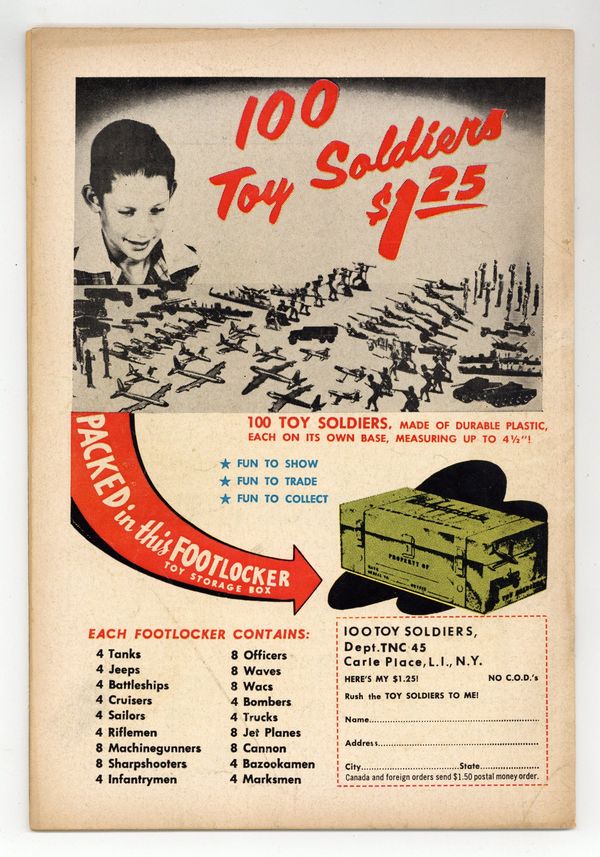 100
Toy Soldiers
$1.25
100 TOY SOLDIERS, MADE OF DURABLE PLASTIC,
EACH ON ITS OWN BASE, MEASURING UP TO 4½"!
★ FUN TO SHOW
★ FUN TO TRADE
★ FUN TO COLLECT
PACKED in this FOOTLOCKER
TOY STORAGE BOX
PROPERTY OF
EACH FOOTLOCKER CONTAINS:
4 Tanks
4 Jeeps
4 Battleships
4 Cruisers
4 Sailors
4 Riflemen
8 Machinegunners
8 Sharpshooters
4 Infantrymen
8 Officers
8 Waves
8 Wacs
4 Bombers
4 Trucks
8 Jet Planes
8 Cannon
4 Bazookamen
4 Marksmen
100 TOY SOLDIERS,
Dept. TNC 45
Carle Place, L.I., N.Y.
HERE'S MY $1.25! NO C.O.D.'s
Rush the TOY SOLDIERS TO ME!
Name
Address
City State
Canada and foreign orders send $1.50 postal money order.